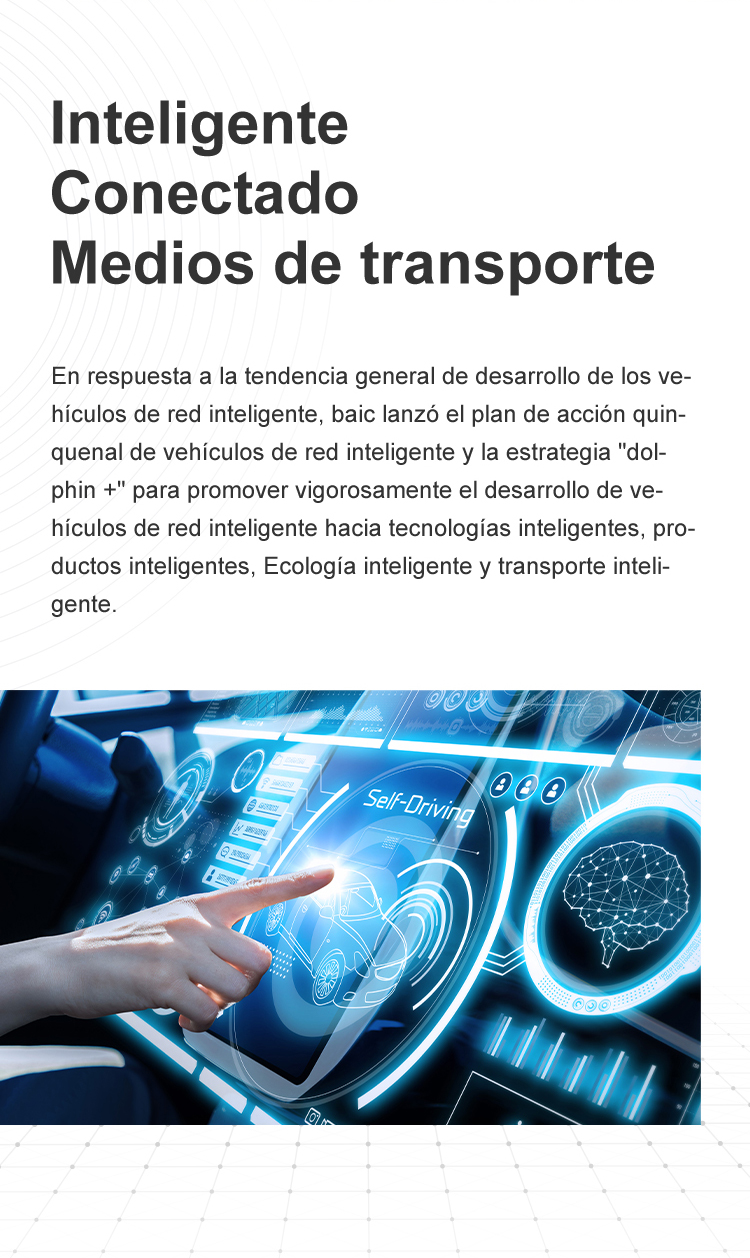 Inteligente
Conectado
Medios de transporte
En respuesta a la tendencia general de desarrollo de los ve-
hículos de red inteligente, baic lanzó el plan de acción quin-
quenal de vehículos de red inteligente y la estrategia "dol-
phin +" para promover vigorosamente el desarrollo de ve-
hículos de red inteligente hacia tecnologías inteligentes, pro-
ductos inteligentes, Ecología inteligente y transporte inteli-
gente.
Self-Driving